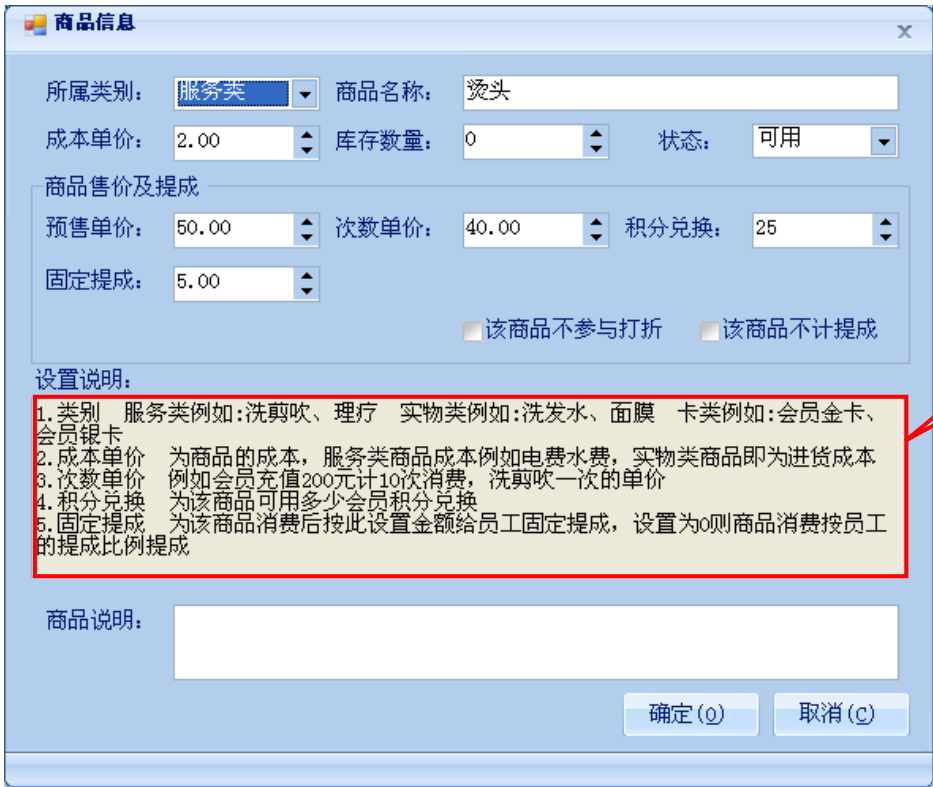 商品信息
所属类别： 服务类 商品名称： 烫头
成本单价： 2.00 库存数量： 0 状态： 可用
商品售价及提成
预售单价： 50.00 次数单价： 40.00 积分兑换： 25
固定提成： 5.00
该商品不参与打折 该商品不计提成
设置说明：
1.类别 服务类例如:洗剪吹、理疗 实物类例如:洗发水、面膜 卡类例如:会员金卡、
会员银卡
2.成本单价 为商品的成本，服务类商品成本例如电费水费，实物类商品即为进货成本
3.次数单价 例如会员充值200元计10次消费，洗剪吹一次的单价
4.积分兑换 为该商品可用多少会员积分兑换
5.固定提成 为该商品消费后按此设置金额给员工固定提成，设置为0则商品消费按员工
的提成比例提成
商品说明：
确定(O) 取消(C)